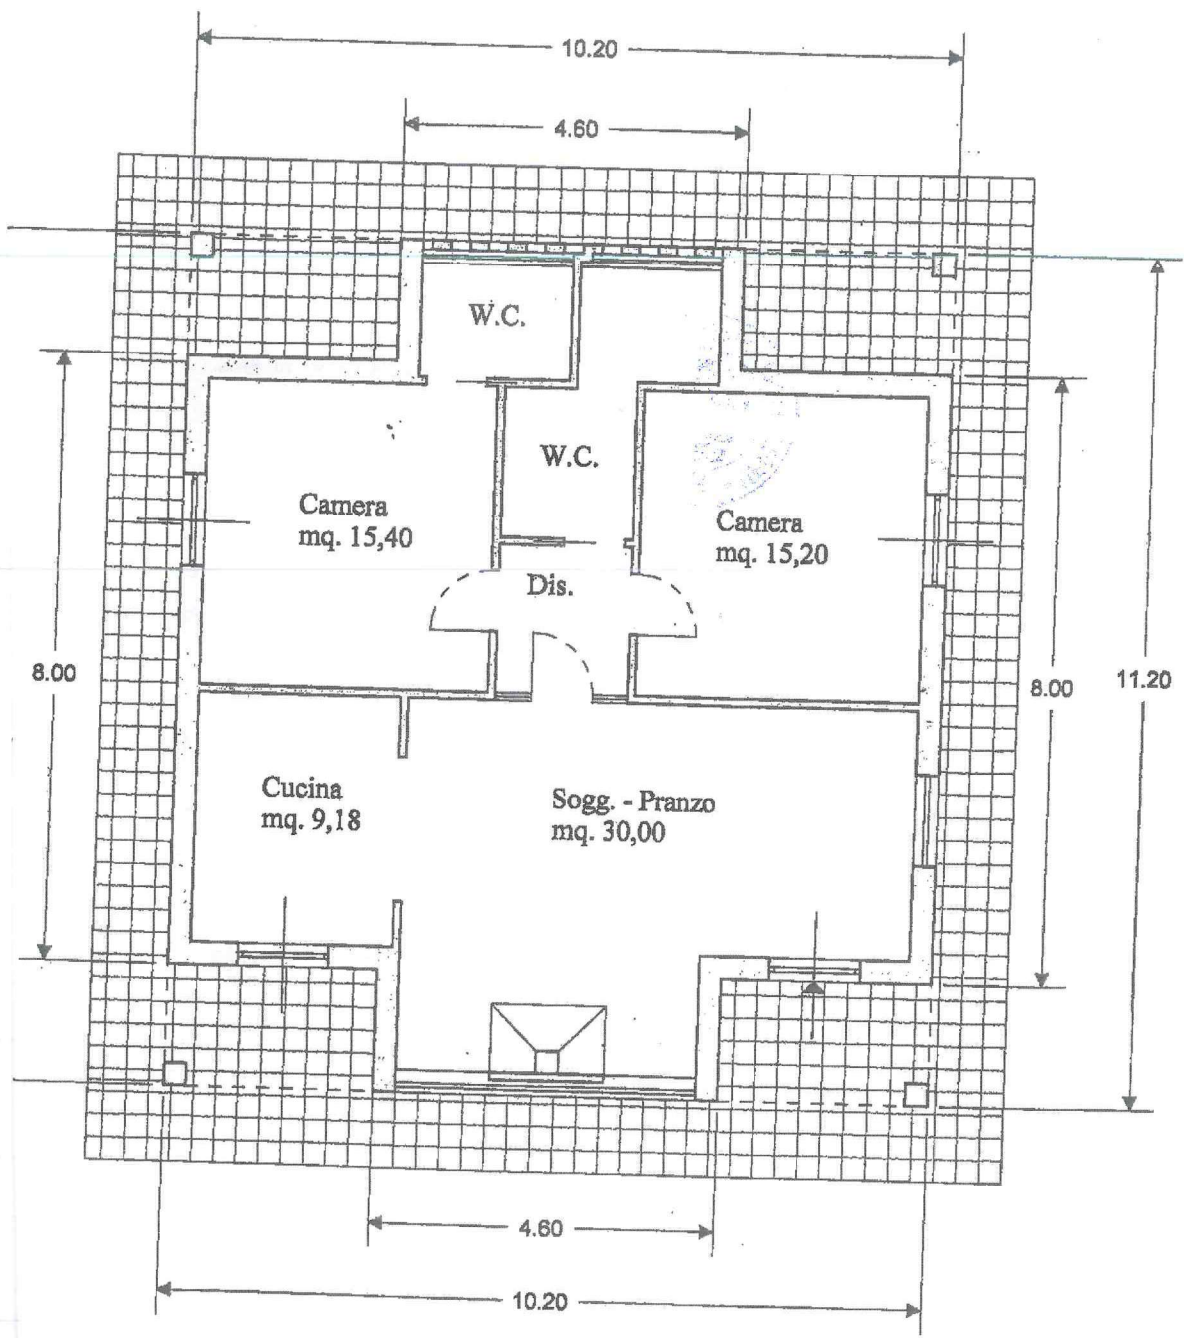 10.20
4.60
W.C.
W.C.
Camera
mq. 15,40
Camera
mq. 15,20
Dis.
8.00
8.00
11.20
Cucina
mq. 9,18
Sogg. - Pranzo
mq. 30,00
4.60
10.20